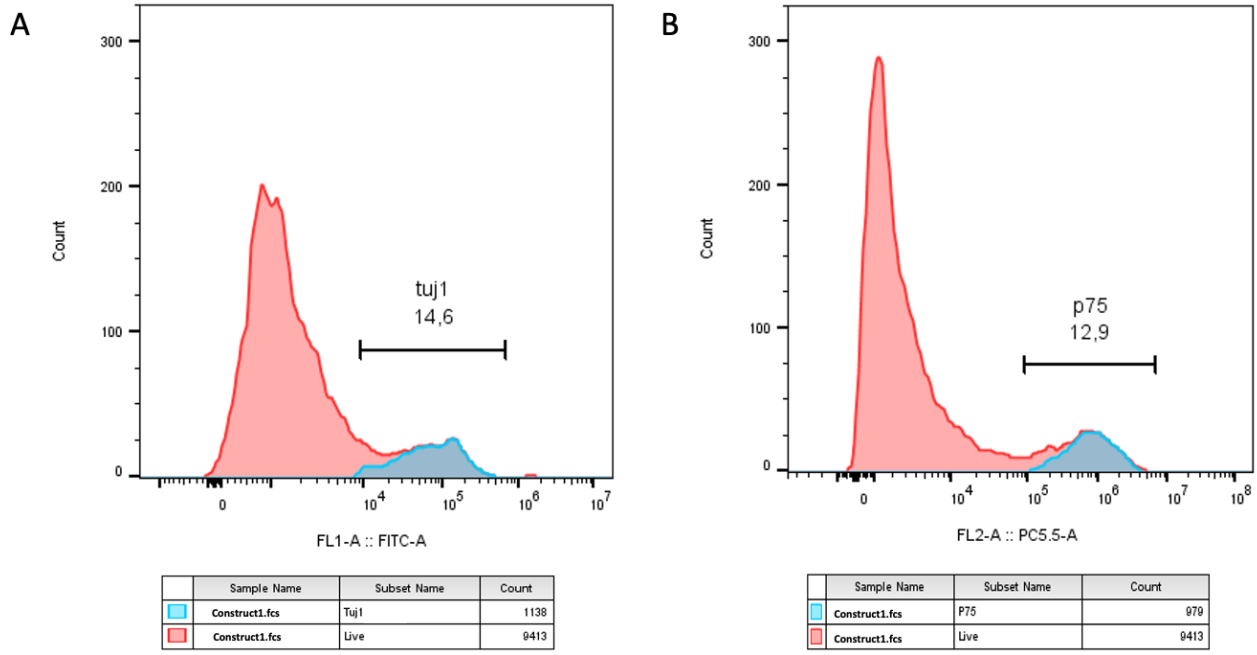 A
300
200
100
0
Count
tuj1
14,6
0 10^4 10^5 10^6 10^7
FL1-A :: FITC-A
Sample Name Subset Name Count
Construct1.fcs Tuj1 1138
Construct1.fcs Live 9413
B
300
200
100
0
Count
p75
12,9
0 10^4 10^5 10^6 10^7 10^8
FL2-A :: PC5.5-A
Sample Name Subset Name Count
Construct1.fcs P75 979
Construct1.fcs Live 9413